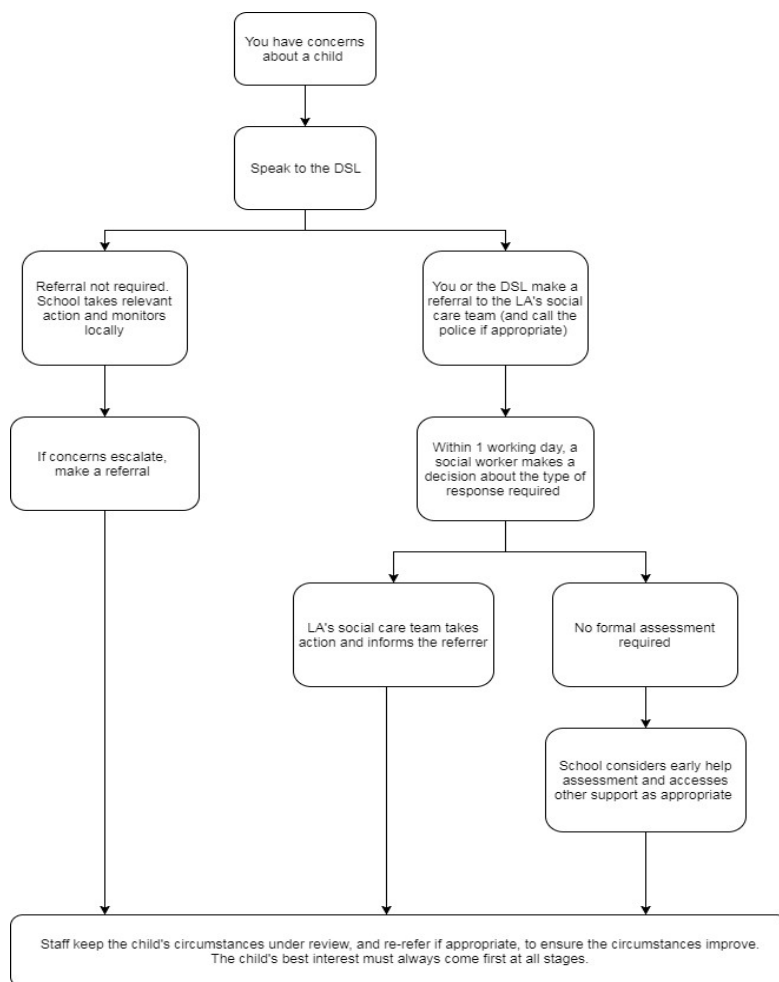 You have concerns
about a child
Speak to the DSL
Referral not required.
School takes relevant
action and monitors
locally
You or the DSL make a
referral to the LA's social
care team (and call the
police if appropriate)
If concerns escalate,
make a referral
Within 1 working day, a
social worker makes a
decision about the type of
response required
LA's social care team takes
action and informs the referrer
No formal assessment
required
School considers early help
assessment and accesses
other support as appropriate
Staff keep the child's circumstances under review, and re-refer if appropriate, to ensure the circumstances improve.
The child's best interest must always come first at all stages.